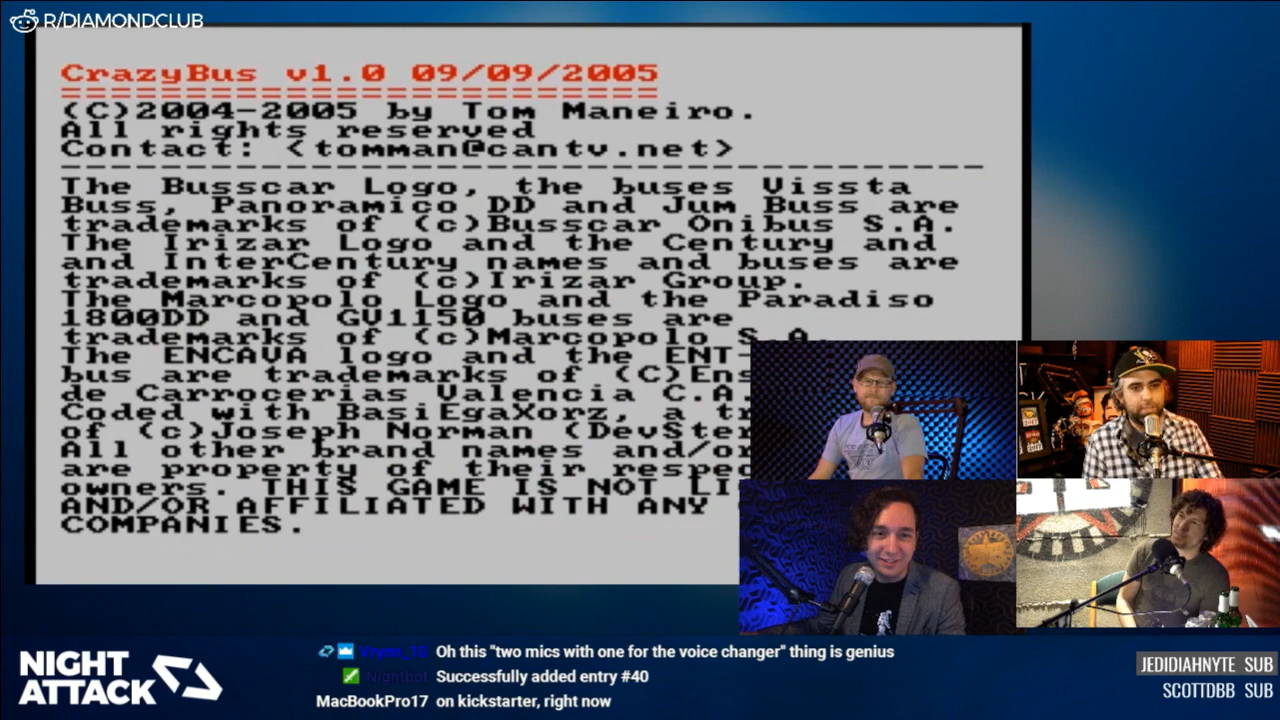 R/DIAMONDCLUB
CrazyBus v1.0 09/09/2005
========================
(C)2004-2005 by Tom Maneiro.
All rights reserved
Contact: <tomman@cantv.net>
-------------------------------------
The Busscar Logo, the buses Vissta
Buss, Panoramico DD and Jum Buss are
trademarks of (c)Busscar Onibus S.A.
The Irizar Logo and the Century and
and InterCentury names and buses are
trademarks of (c)Irizar Group.
The Marcopolo Logo and the Paradiso
1800DD and GV1150 buses are
trademarks of (c)Marcopolo S.A.
The ENCAVA logo and the ENT-
bus are trademarks of (C)Ens
de Carrocerias Valencia C.A
Coded with BasiEgaXorz, a tr
of (c)Joseph Norman (DevSter
All other brand names and/or
are property of their respec
owners. THIS GAME IS NOT LI
AND/OR AFFILIATED WITH ANY
COMPANIES.
NIGHT
ATTACK
Oh this "two mics with one for the voice changer" thing is genius
Nightbot Successfully added entry #40
MacBookPro17 on kickstarter, right now
JEDIDIAHNYTE SUB
SCOTTDBB SUB